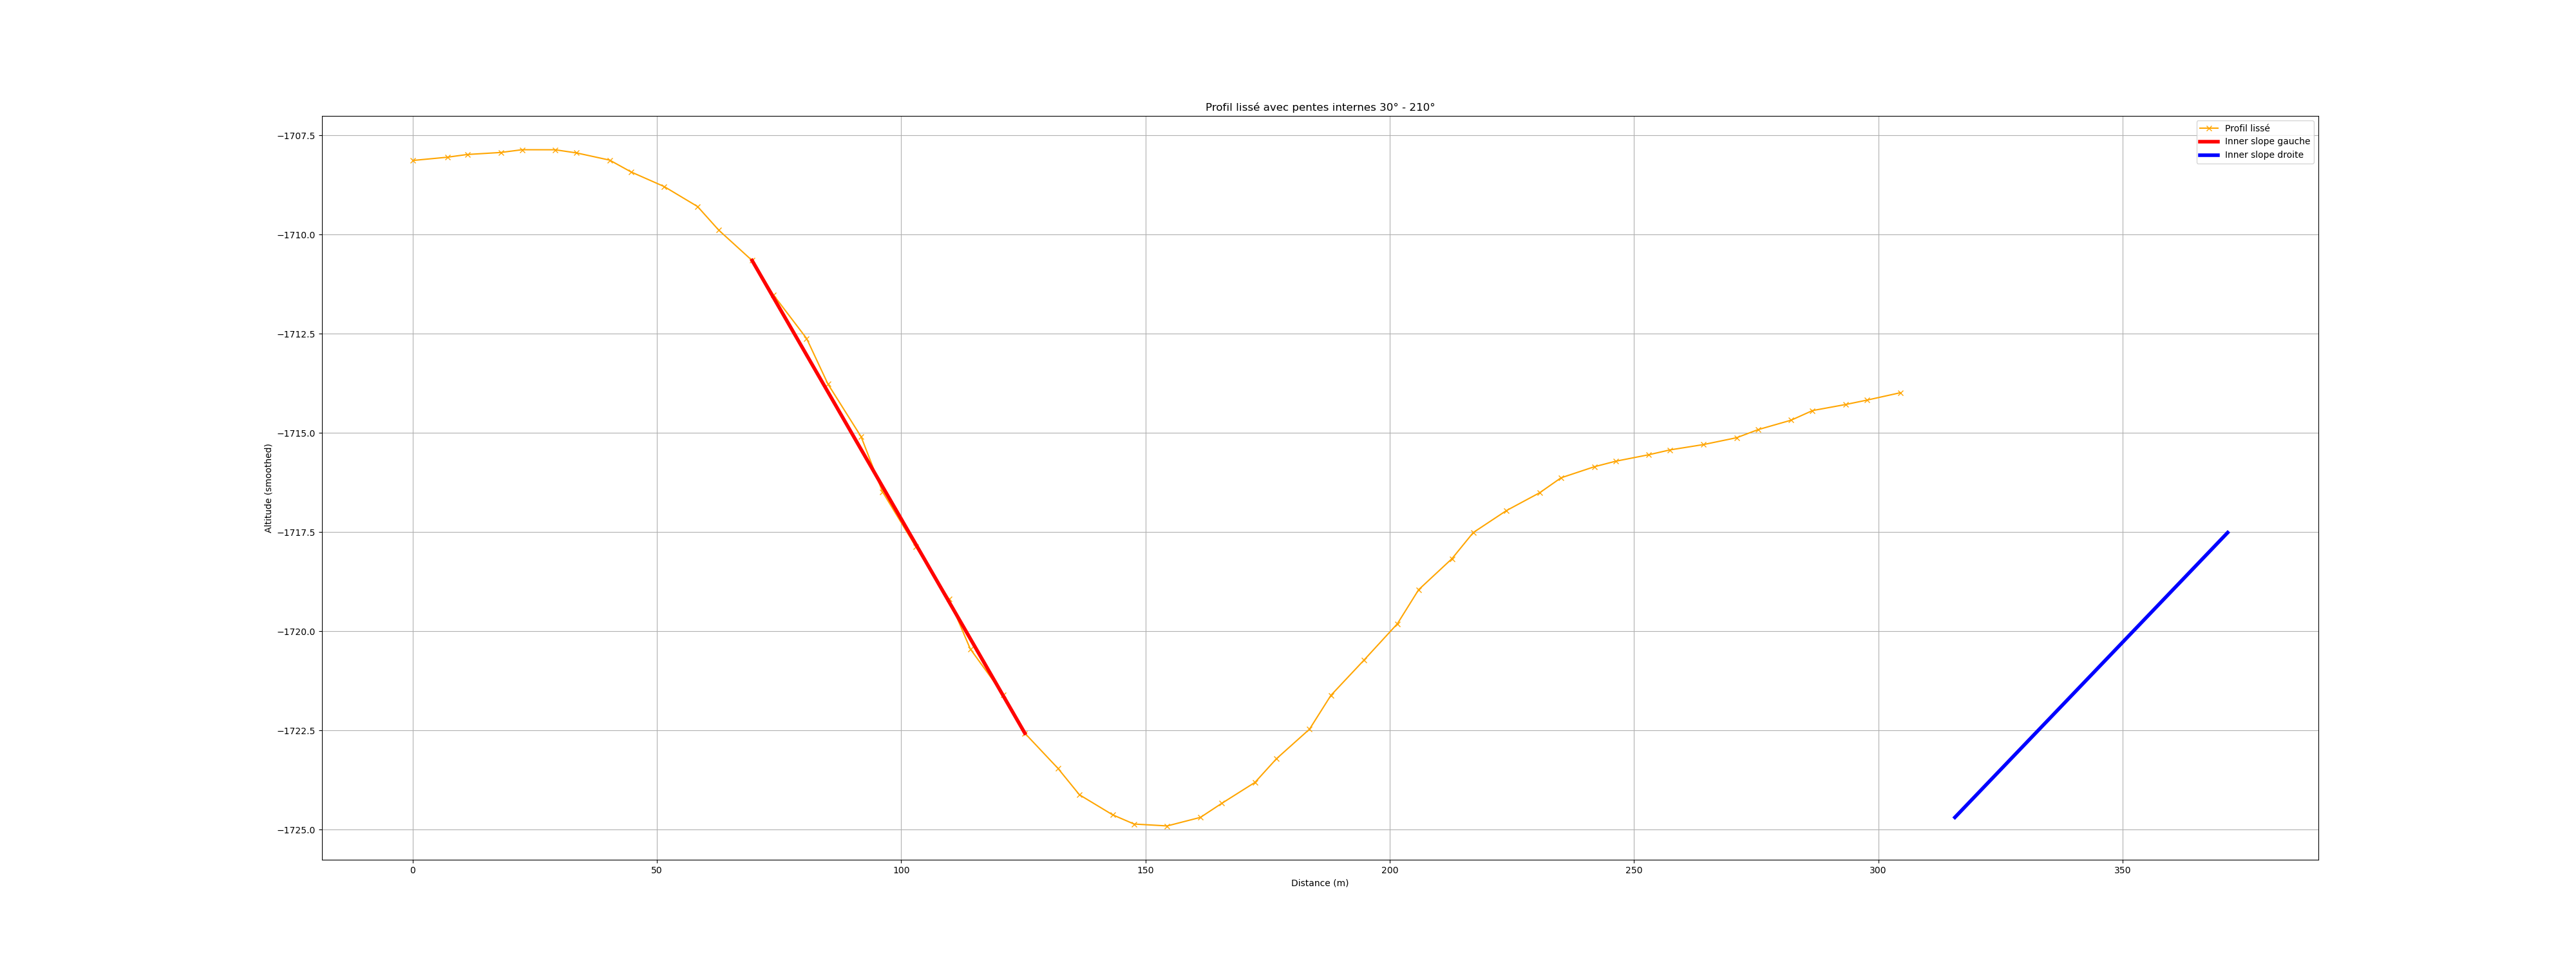 Profil lissé avec pentes internes 30° - 210°
Profil lissé
Inner slope gauche
Inner slope droite
−1707.5
−1710.0
−1712.5
−1715.0
−1717.5
−1720.0
−1722.5
−1725.0
Altitude (smoothed)
0 50 100 150 200 250 300 350
Distance (m)